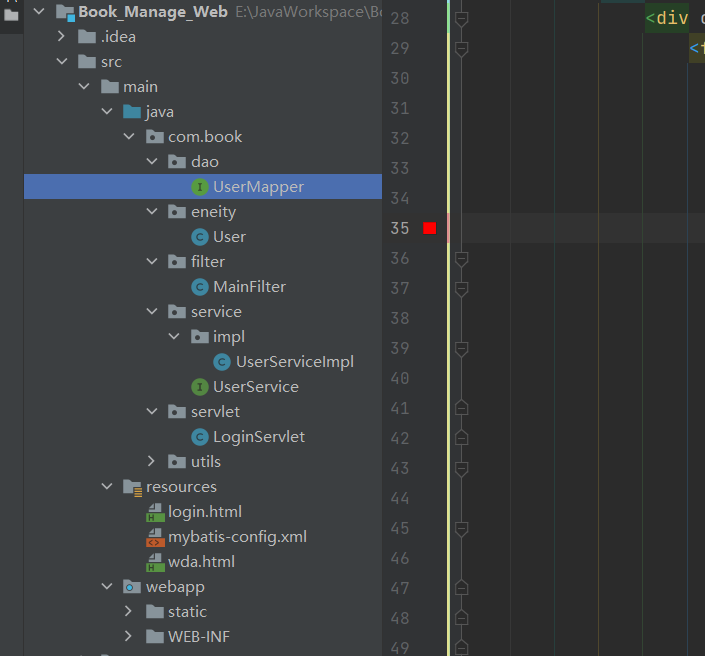 Book_Manage_Web E:\JavaWorkspace\Bo
.idea
src
main
java
com.book
dao
UserMapper
eneity
User
filter
MainFilter
service
impl
UserServiceImpl
UserService
servlet
LoginServlet
utils
resources
login.html
mybatis-config.xml
wda.html
webapp
static
WEB-INF
28 <div
29 <
30
31
32
33
34
35
36
37
38
39
40
41
42
43
44
45
46
47
48
49